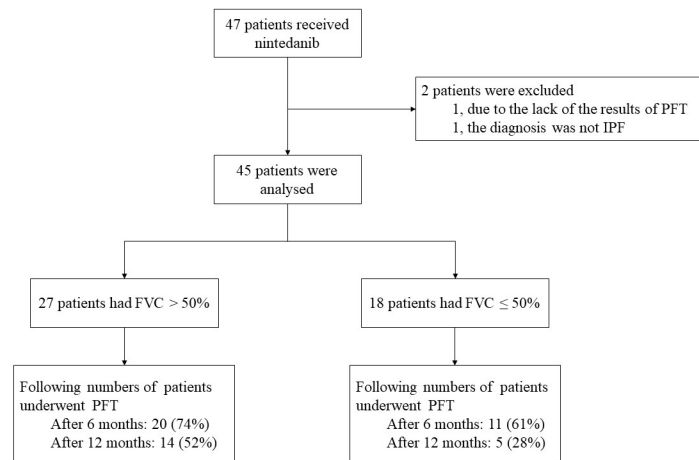 47 patients received
nintedanib
2 patients were excluded
1, due to the lack of the results of PFT
1, the diagnosis was not IPF
45 patients were
analysed
27 patients had FVC > 50%
18 patients had FVC ≤ 50%
Following numbers of patients
underwent PFT
After 6 months: 20 (74%)
After 12 months: 14 (52%)
Following numbers of patients
underwent PFT
After 6 months: 11 (61%)
After 12 months: 5 (28%)